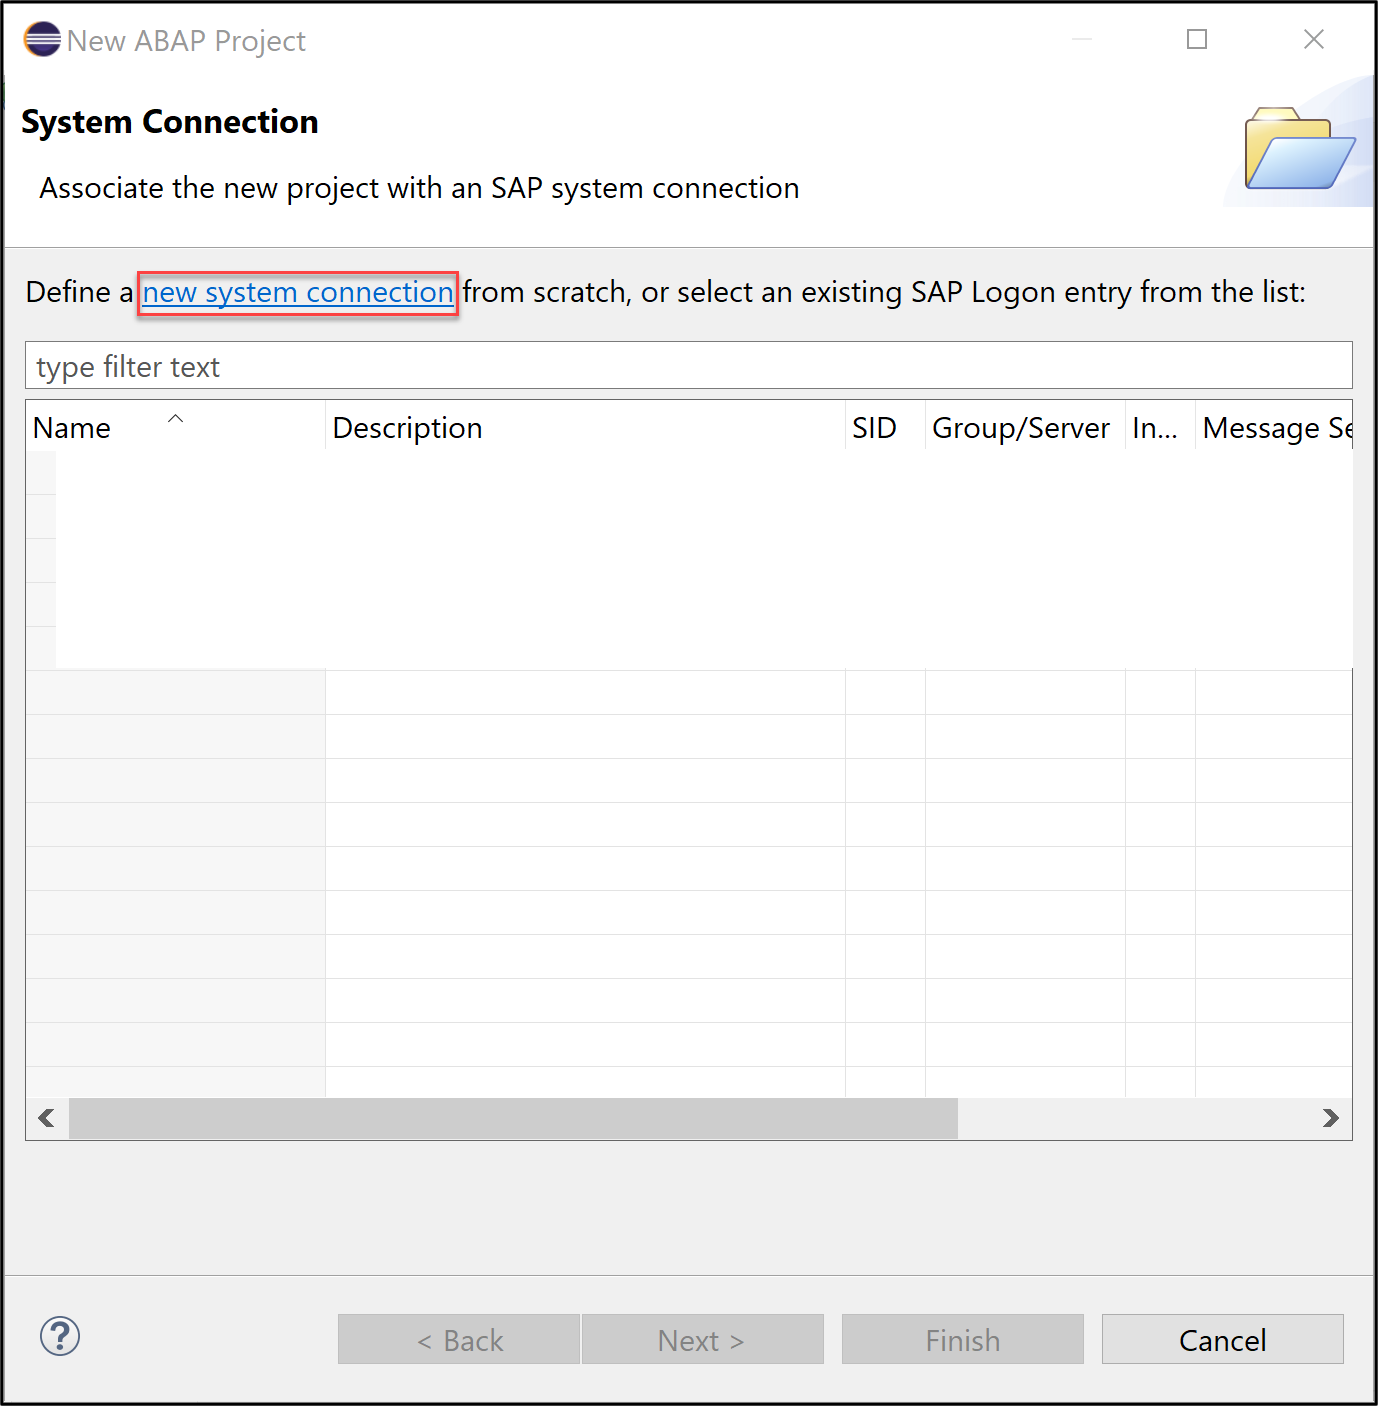 New ABAP Project
System Connection
Associate the new project with an SAP system connection
Define a new system connection from scratch, or select an existing SAP Logon entry from the list:
type filter text
Name Description SID Group/Server In... Message Se
? < Back Next > Finish Cancel